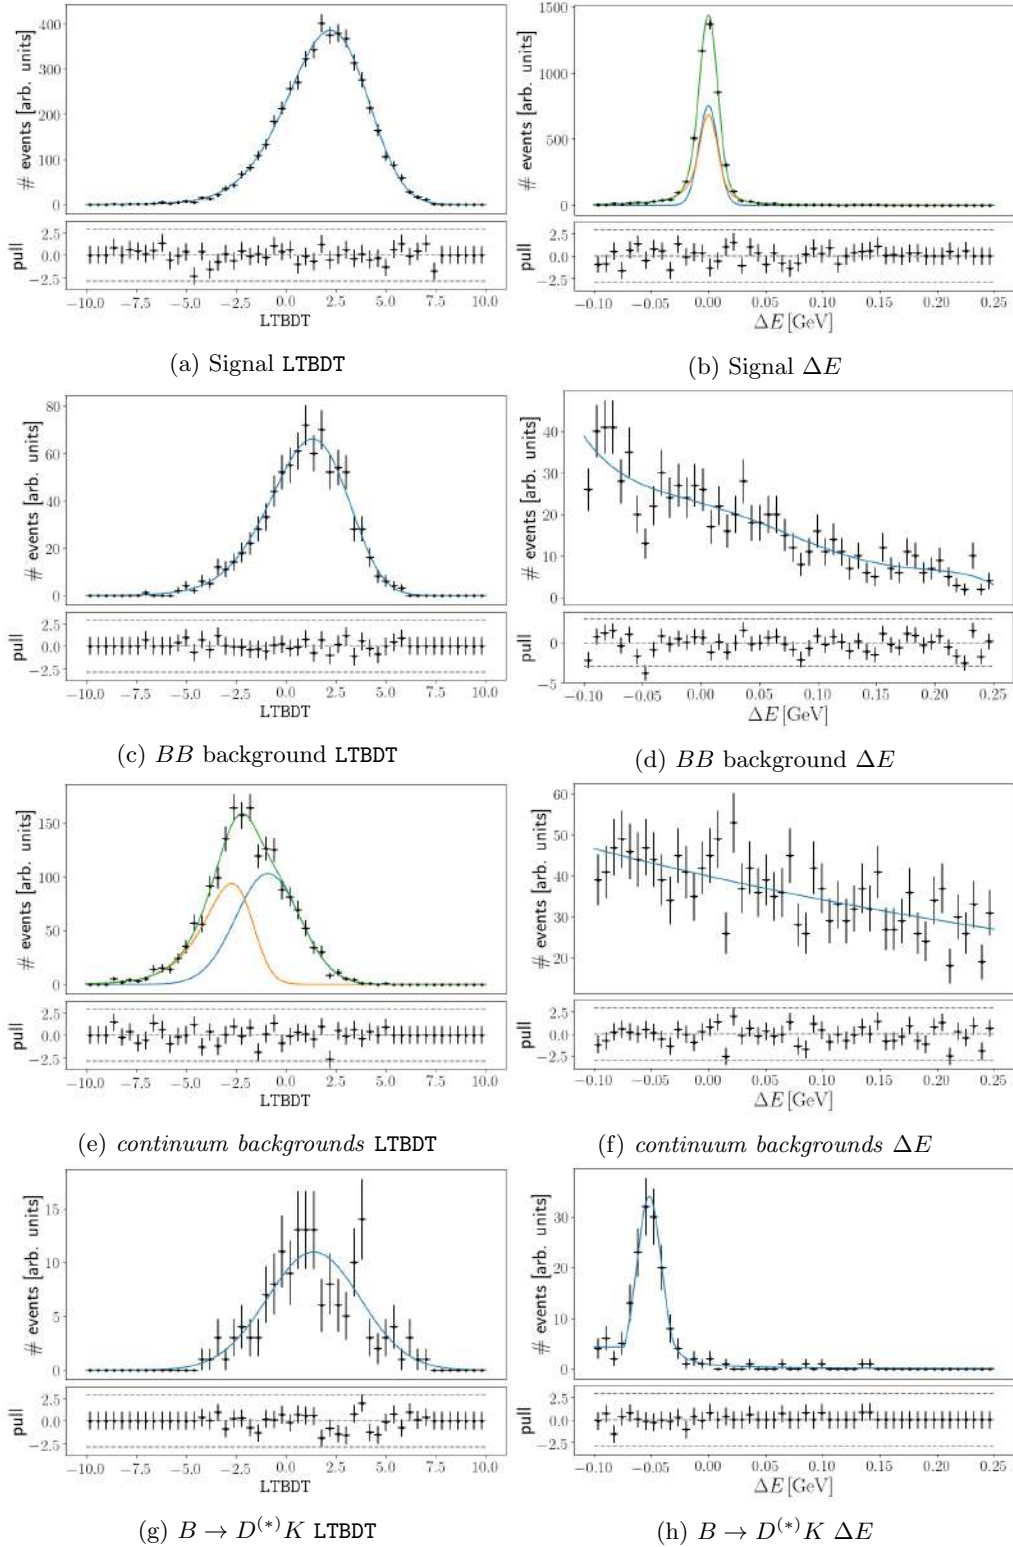 # events [arb. units]
400
300
200
100
0
pull
2.5
0.0
−2.5
−10.0 −7.5 −5.0 −2.5 0.0 2.5 5.0 7.5 10.0
LTBDT
(a) Signal LTBDT
# events [arb. units]
1500
1000
500
0
pull
2.5
0.0
−2.5
−0.10 −0.05 0.00 0.05 0.10 0.15 0.20 0.25
ΔE [GeV]
(b) Signal ΔE
# events [arb. units]
80
60
40
20
0
pull
2.5
0.0
−2.5
−10.0 −7.5 −5.0 −2.5 0.0 2.5 5.0 7.5 10.0
LTBDT
(c) BB background LTBDT
# events [arb. units]
40
30
20
10
0
pull
0
−5
−0.10 −0.05 0.00 0.05 0.10 0.15 0.20 0.25
ΔE [GeV]
(d) BB background ΔE
# events [arb. units]
150
100
50
0
pull
2.5
0.0
−2.5
−10.0 −7.5 −5.0 −2.5 0.0 2.5 5.0 7.5 10.0
LTBDT
(e) continuum backgrounds LTBDT
# events [arb. units]
60
50
40
30
20
pull
2.5
0.0
−2.5
−0.10 −0.05 0.00 0.05 0.10 0.15 0.20 0.25
ΔE [GeV]
(f) continuum backgrounds ΔE
# events [arb. units]
15
10
5
0
pull
2.5
0.0
−2.5
−10.0 −7.5 −5.0 −2.5 0.0 2.5 5.0 7.5 10.0
LTBDT
(g) B → D(*)K LTBDT
# events [arb. units]
30
20
10
0
pull
2.5
0.0
−2.5
−0.10 −0.05 0.00 0.05 0.10 0.15 0.20 0.25
ΔE [GeV]
(h) B → D(*)K ΔE